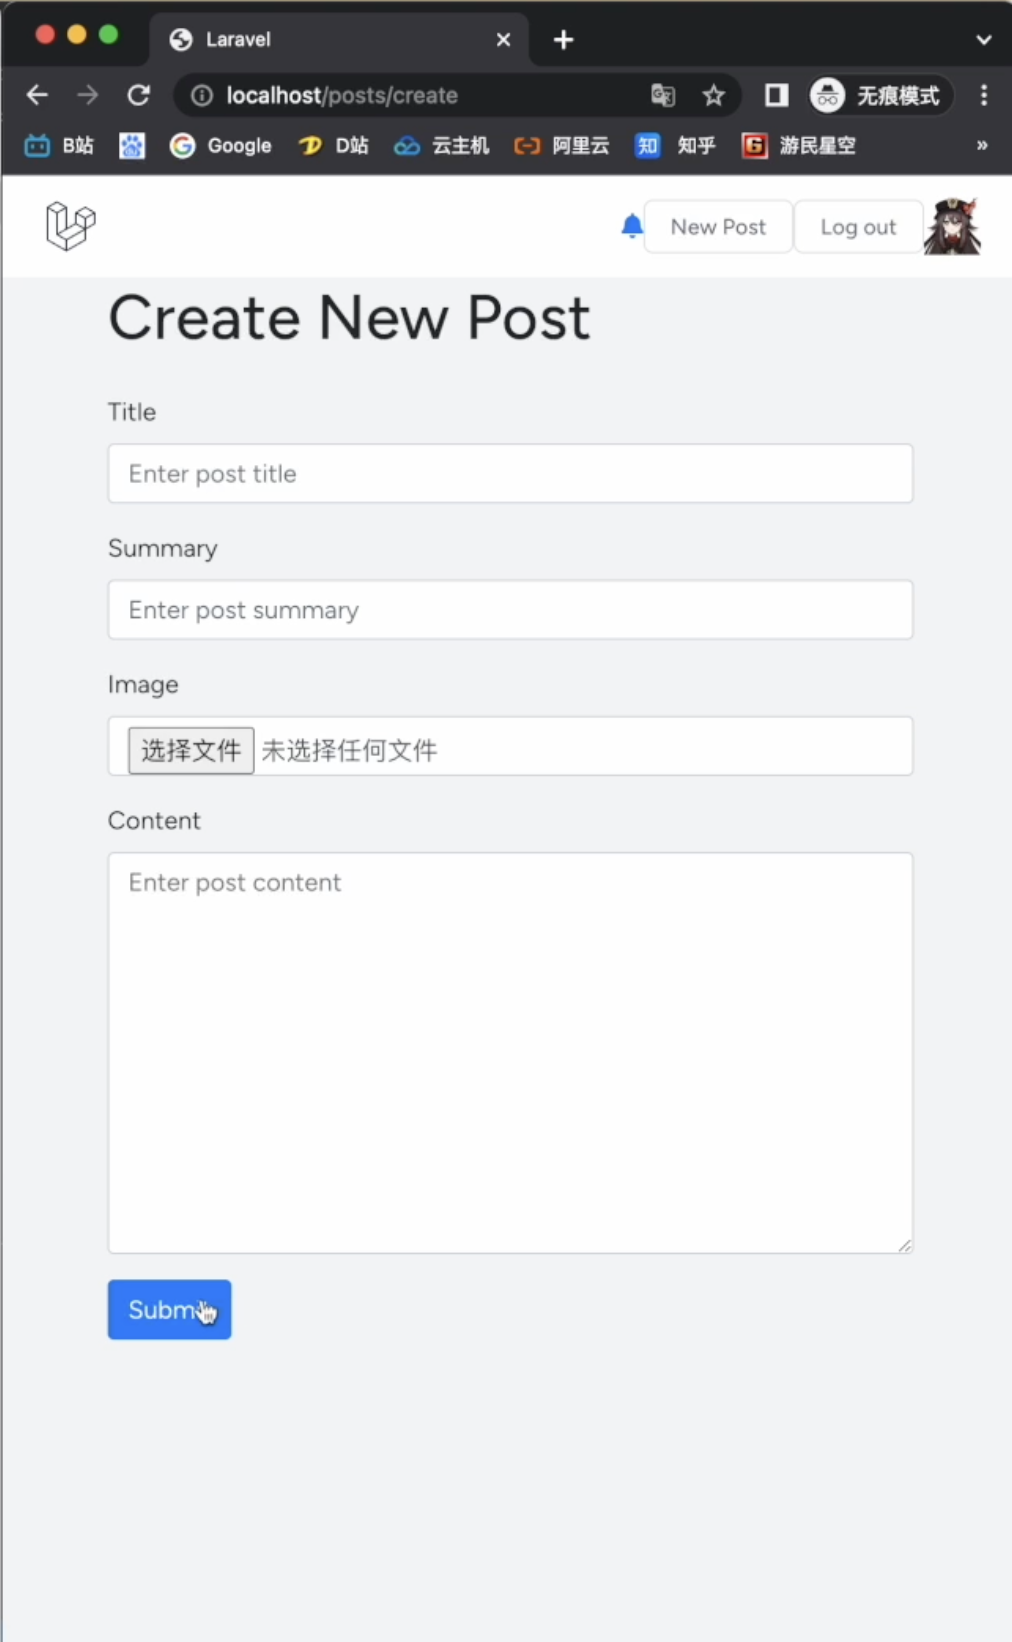 Laravel
localhost/posts/create
无痕模式
B站
Google
D站
云主机
阿里云
知 知乎
G 游民星空
»
New Post
Log out
Create New Post
Title
Enter post title
Summary
Enter post summary
Image
选择文件 未选择任何文件
Content
Enter post content
Subm